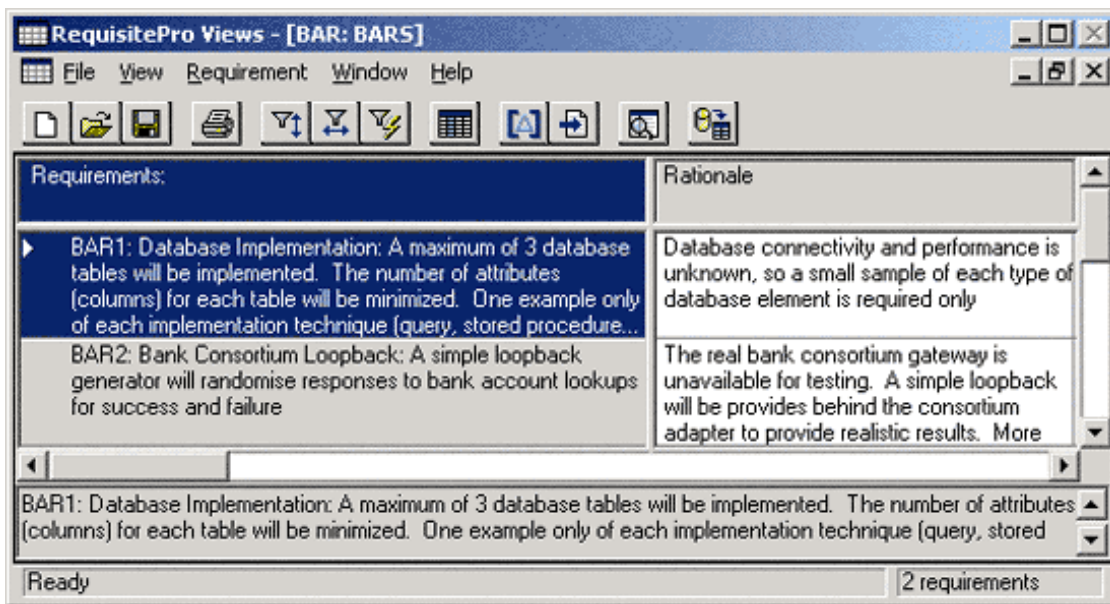 RequisitePro Views - [BAR: BARS]
File View Requirement Window Help
Requirements:
Rationale
BAR1: Database Implementation: A maximum of 3 database
tables will be implemented. The number of attributes
(columns) for each table will be minimized. One example only
of each implementation technique (query, stored procedure...
Database connectivity and performance is
unknown, so a small sample of each type of
database element is required only
BAR2: Bank Consortium Loopback: A simple loopback
generator will randomise responses to bank account lookups
for success and failure
The real bank consortium gateway is
unavailable for testing. A simple loopback
will be provides behind the consortium
adapter to provide realistic results. More
BAR1: Database Implementation: A maximum of 3 database tables will be implemented. The number of attributes
(columns) for each table will be minimized. One example only of each implementation technique (query, stored
Ready
2 requirements